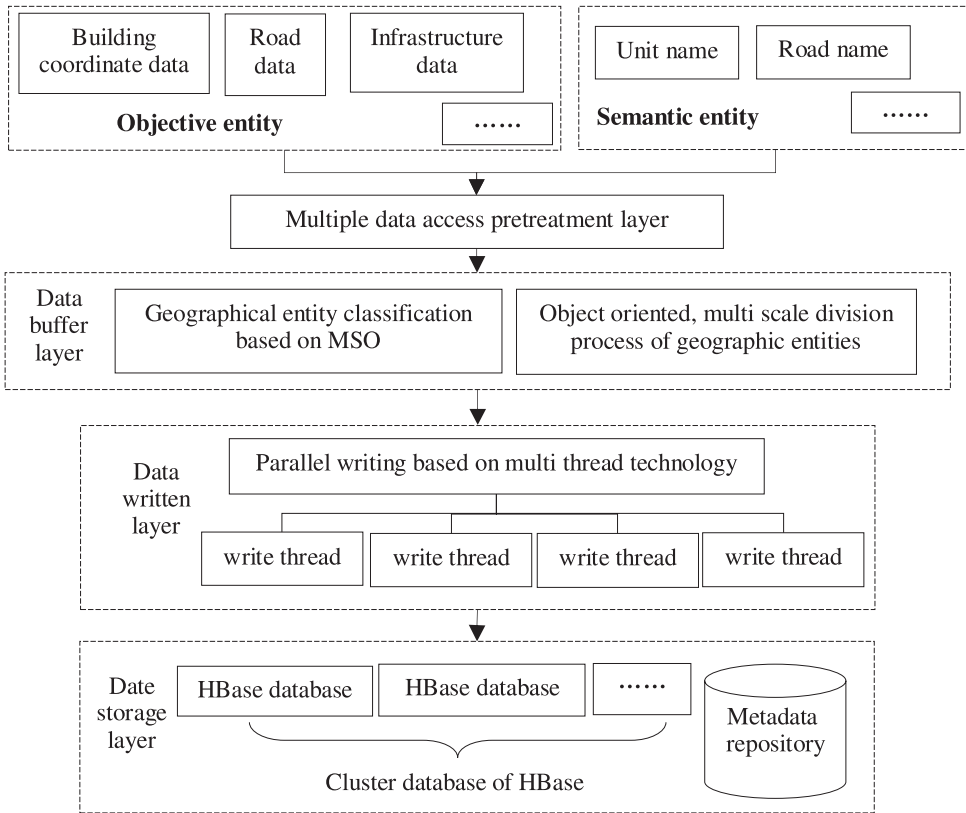 Building
coordinate data
Road
data
Infrastructure
data
Objective entity
......
Unit name
Road name
Semantic entity
......
Multiple data access pretreatment layer
Data
buffer
layer
Geographical entity classification
based on MSO
Object oriented, multi scale division
process of geographic entities
Data
written
layer
Parallel writing based on multi thread technology
write thread
write thread
write thread
write thread
Date
storage
layer
HBase database
HBase database
......
Cluster database of HBase
Metadata
repository